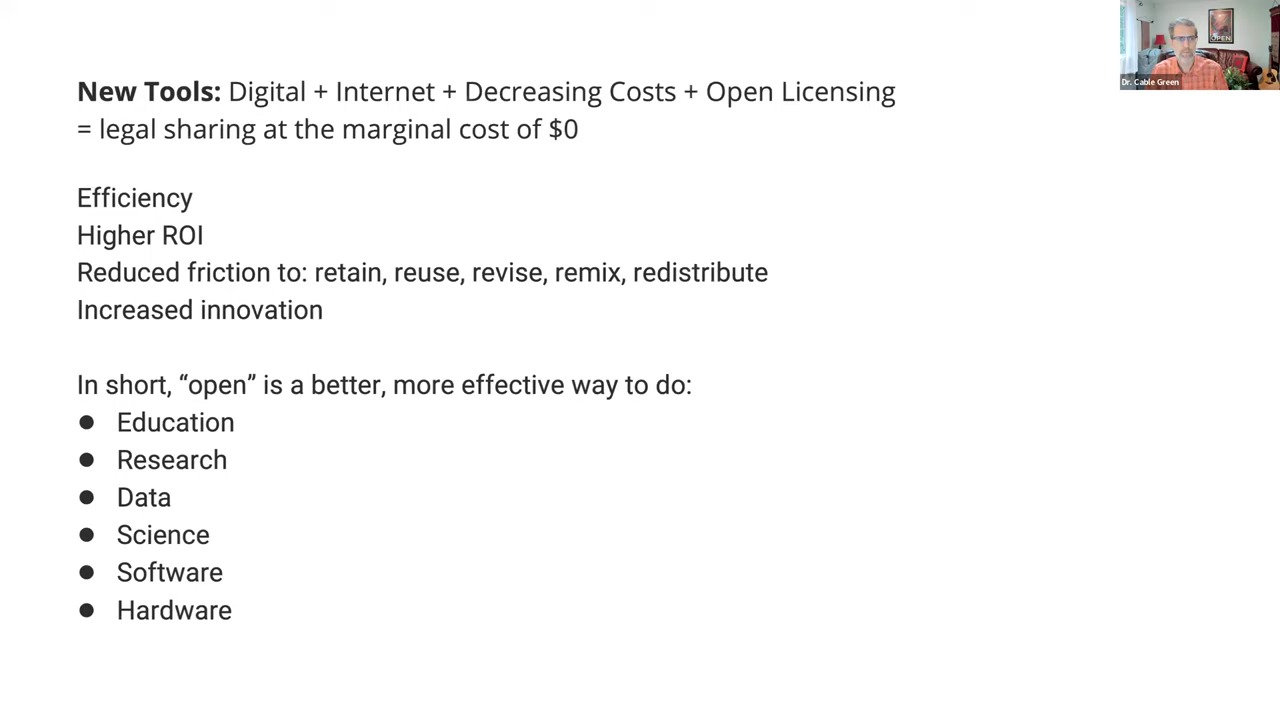 New Tools: Digital + Internet + Decreasing Costs + Open Licensing
= legal sharing at the marginal cost of $0
Efficiency
Higher ROI
Reduced friction to: retain, reuse, revise, remix, redistribute
Increased innovation
In short, “open” is a better, more effective way to do:
● Education
● Research
● Data
● Science
● Software
● Hardware
OPEN
Dr. Cable Green